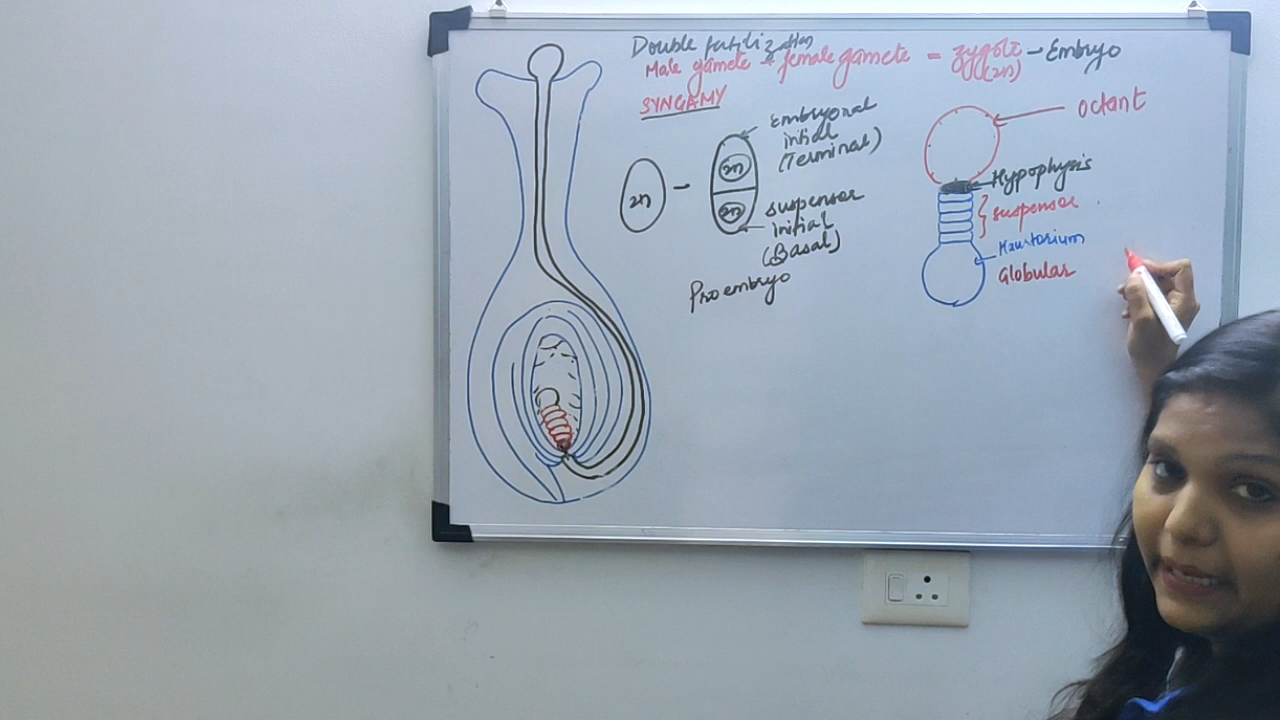 Double fertilization
Male gamete + female gamete = zygote - Embryo
(2n)
SYNGAMY
Embryonal
intial
(Terminal)
2n
2n
2n
suspensor
initial
(Basal)
Proembryo
octant
Hypophysis
suspensor
Haustorium
Globular